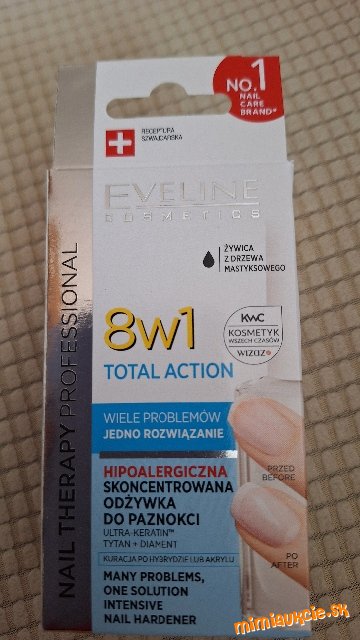 NO. 1
NAIL
CARE
BRAND*
RECEPTURA
SZWAJCARSKA
EVELINE
COSMETICS
ŻYWICA
Z DRZEWA
MASTYKSOWEGO
8w1
TOTAL ACTION
KWC
KOSMETYK
WSZECH CZASÓW
WIZAZ
NAIL THERAPY PROFESSIONAL
WIELE PROBLEMÓW
JEDNO ROZWIĄZANIE
HIPOALERGICZNA
SKONCENTROWANA
ODŻYWKA
DO PAZNOKCI
ULTRA-KERATIN™
TYTAN + DIAMENT
KURACJA PO HYBRYDZIE LUB AKRYLU
MANY PROBLEMS,
ONE SOLUTION
INTENSIVE
NAIL HARDENER
PRZED
BEFORE
PO
AFTER
mimiaukcie.sk?